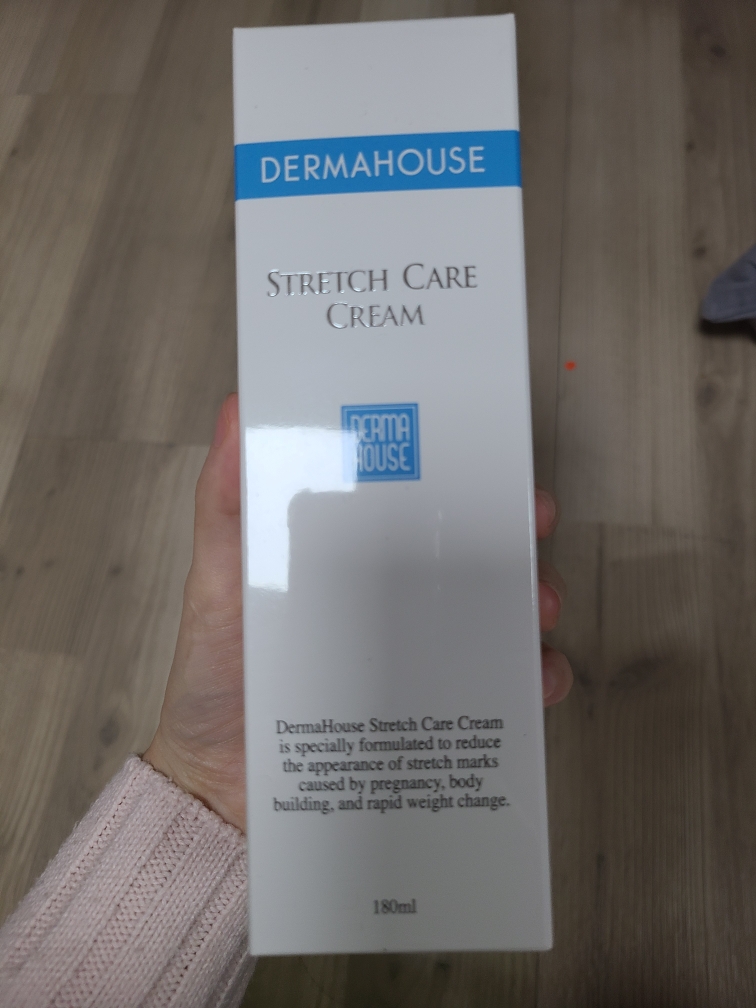 DERMAHOUSE
STRETCH CARE
CREAM
DERMA
HOUSE
DermaHouse Stretch Care Cream
is specially formulated to reduce
the appearance of stretch marks
caused by pregnancy, body
building, and rapid weight change.
180ml